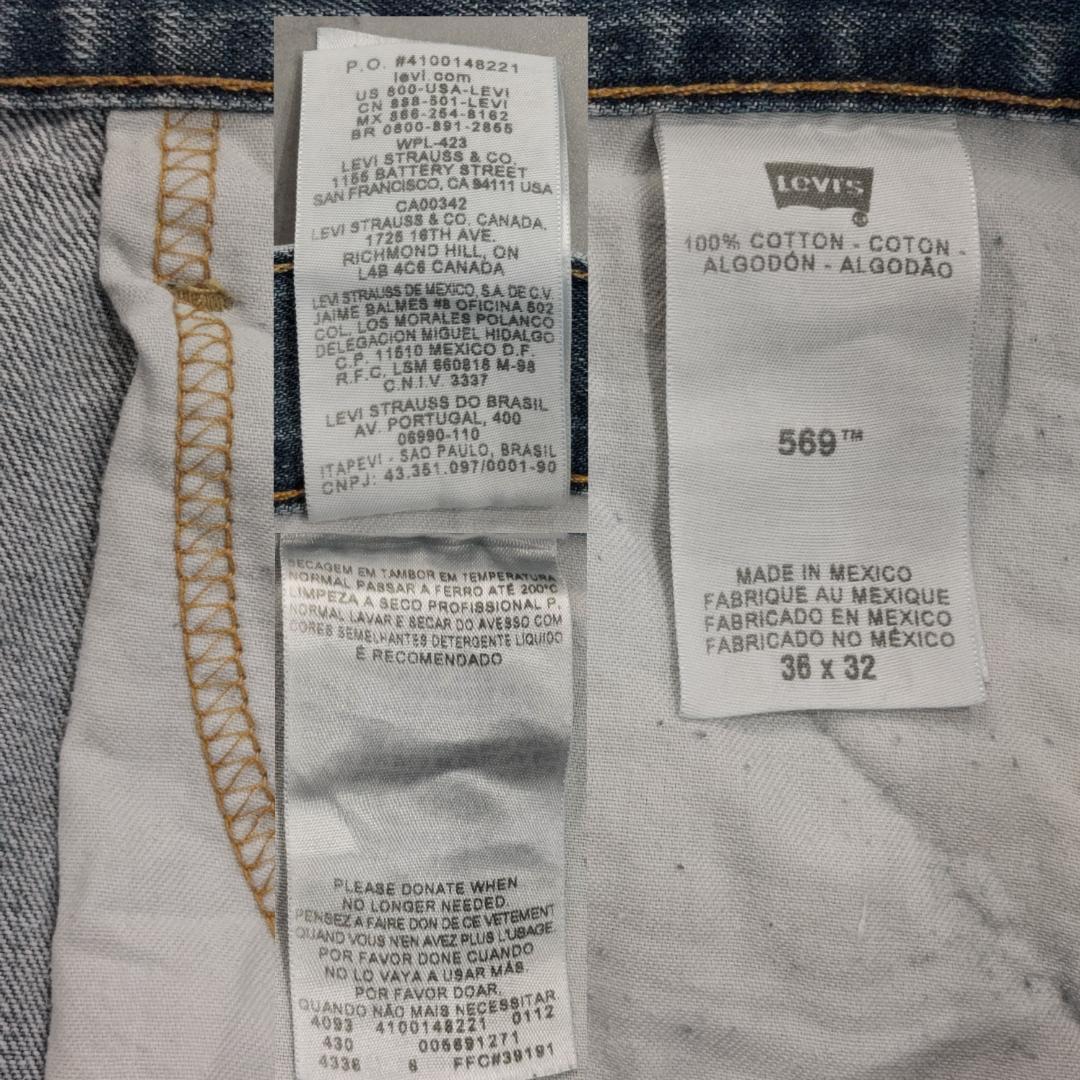 P.O. #4100148221
levi.com
US 800-USA-LEVI
CN 888-501-LEVI
MX 866-254-8162
BR 0800-891-2855
WPL-423
LEVI STRAUSS & CO.
1155 BATTERY STREET
SAN FRANCISCO, CA 94111 USA
CA00342
LEVI STRAUSS & CO. CANADA.
1725 16TH AVE.
RICHMOND HILL, ON
L4B 4C6 CANADA
LEVI STRAUSS DE MEXICO, S.A. DE C.V.
JAIME BALMES #8 OFICINA 602
COL. LOS MORALES POLANCO
DELEGACION MIGUEL HIDALGO
C.P. 11510 MEXICO D.F.
R.F.C. LSM 660818 M-98
C.N.I.V. 3337
LEVI STRAUSS DO BRASIL
AV. PORTUGAL, 400
06990-110
ITAPEVI - SAO PAULO, BRASIL
CNPJ: 43.351.097/0001-90
SECAGEM EM TAMBOR EM TEMPERATURA
NORMAL PASSAR A FERRO ATÉ 200°C
LIMPEZA A SECO PROFISSIONAL P,
NORMAL LAVAR E SECAR DO AVESSO COM
CORES SEMELHANTES DETERGENTE LÍQUIDO
É RECOMENDADO
PLEASE DONATE WHEN
NO LONGER NEEDED.
PENSEZ A FAIRE DON DE CE VETEMENT
QUAND VOUS N'EN AVEZ PLUS L'USAGE.
POR FAVOR DONE CUANDO
NO LO VAYA A USAR MÁS.
POR FAVOR DOAR,
QUANDO NÃO MAIS NECESSITAR
4093 4100148221 0112
430 005691271
4336 8 FFC#39191
LEVI'S
®
100% COTTON - COTON -
ALGODÓN - ALGODÃO
569™
MADE IN MEXICO
FABRIQUE AU MEXIQUE
FABRICADO EN MEXICO
FABRICADO NO MÉXICO
36 x 32